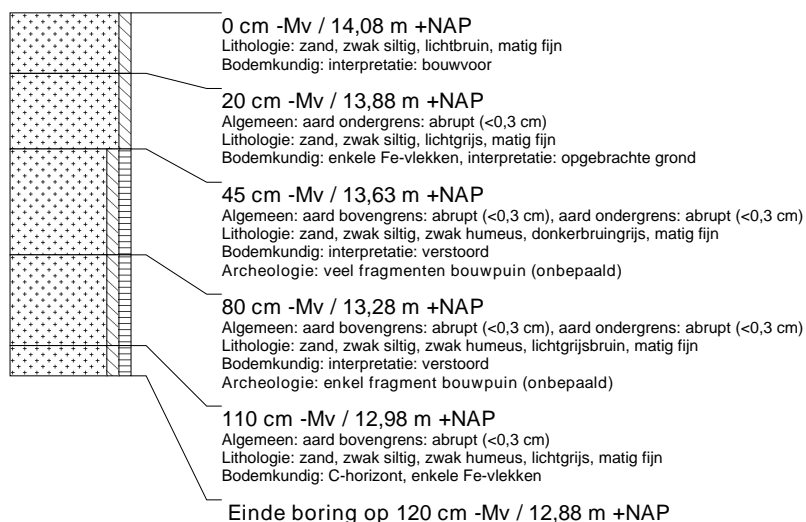 0 cm -Mv / 14,08 m +NAP
Lithologie: zand, zwak siltig, lichtbruin, matig fijn
Bodemkundig: interpretatie: bouwvoor
20 cm -Mv / 13,88 m +NAP
Algemeen: aard ondergrens: abrupt (<0,3 cm)
Lithologie: zand, zwak siltig, lichtgrijs, matig fijn
Bodemkundig: enkele Fe-vlekken, interpretatie: opgebrachte grond
45 cm -Mv / 13,63 m +NAP
Algemeen: aard bovengrens: abrupt (<0,3 cm), aard ondergrens: abrupt (<0,3 cm)
Lithologie: zand, zwak siltig, zwak humeus, donkerbruingrijs, matig fijn
Bodemkundig: interpretatie: verstoord
Archeologie: veel fragmenten bouwpuin (onbepaald)
80 cm -Mv / 13,28 m +NAP
Algemeen: aard bovengrens: abrupt (<0,3 cm), aard ondergrens: abrupt (<0,3 cm)
Lithologie: zand, zwak siltig, zwak humeus, lichtgrijsbruin, matig fijn
Bodemkundig: interpretatie: verstoord
Archeologie: enkel fragment bouwpuin (onbepaald)
110 cm -Mv / 12,98 m +NAP
Algemeen: aard bovengrens: abrupt (<0,3 cm)
Lithologie: zand, zwak siltig, zwak humeus, lichtgrijs, matig fijn
Bodemkundig: C-horizont, enkele Fe-vlekken
Einde boring op 120 cm -Mv / 12,88 m +NAP